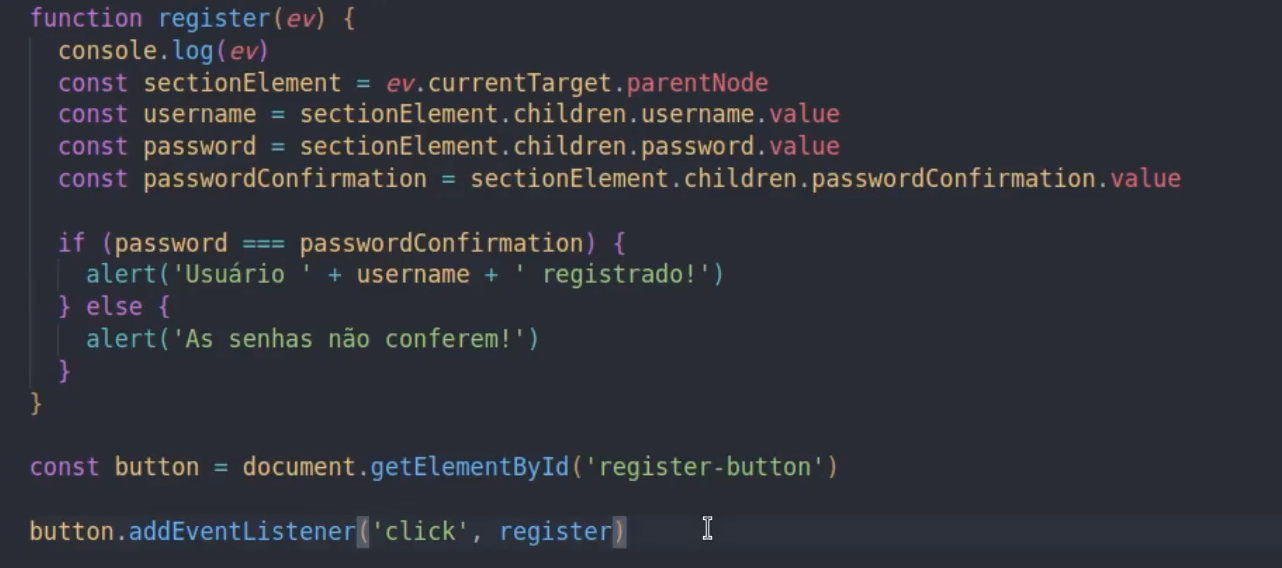 function register(ev) {
console.log(ev)
const sectionElement = ev.currentTarget.parentNode
const username = sectionElement.children.username.value
const password = sectionElement.children.password.value
const passwordConfirmation = sectionElement.children.passwordConfirmation.value
if (password === passwordConfirmation) {
alert('Usuário ' + username + ' registrado!')
} else {
alert('As senhas não conferem!')
}
}
const button = document.getElementById('register-button')
button.addEventListener('click', register)